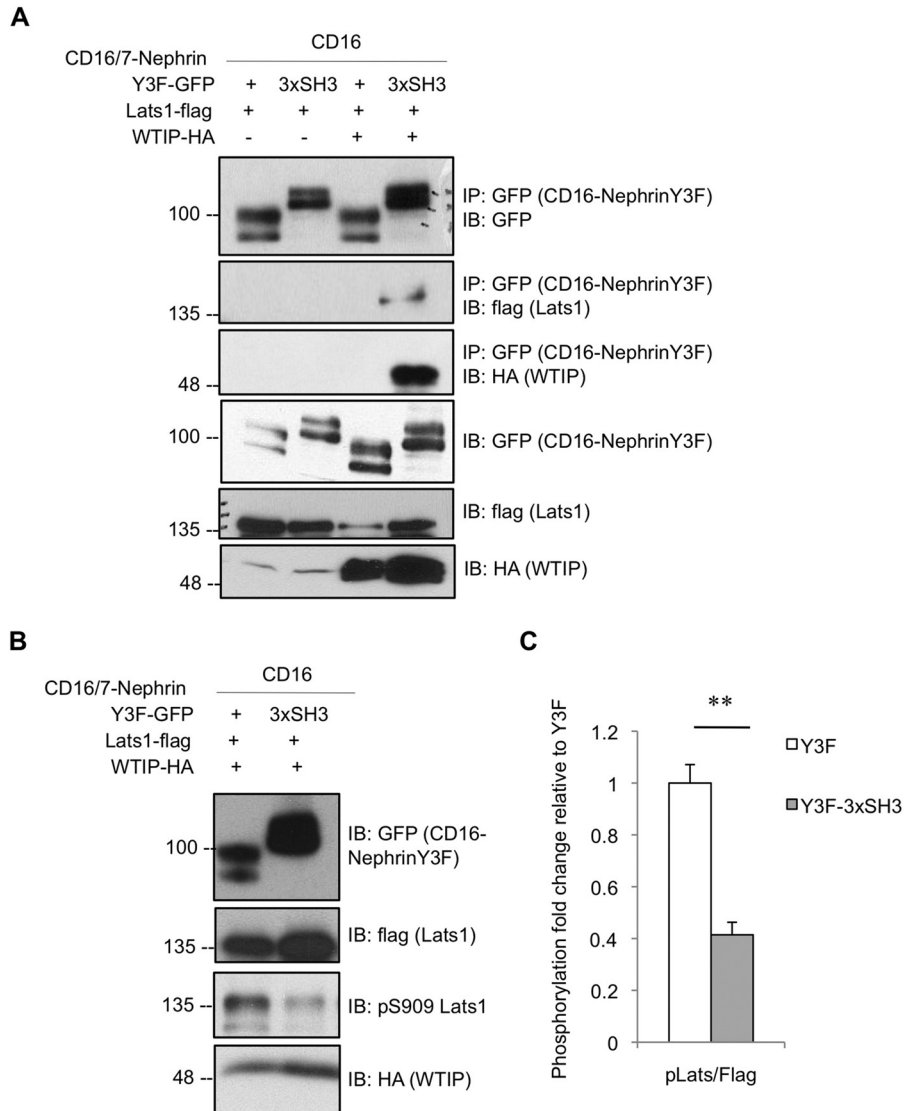 A
CD16
CD16/7-Nephrin
Y3F-GFP + 3xSH3 + 3xSH3
Lats1-flag + + + +
WTIP-HA - - + +
100 --
IP: GFP (CD16-NephrinY3F)
IB: GFP
135 --
IP: GFP (CD16-NephrinY3F)
IB: flag (Lats1)
48 --
IP: GFP (CD16-NephrinY3F)
IB: HA (WTIP)
100 --
IB: GFP (CD16-NephrinY3F)
135 --
IB: flag (Lats1)
48 --
IB: HA (WTIP)
B
CD16
CD16/7-Nephrin
Y3F-GFP + 3xSH3
Lats1-flag + +
WTIP-HA + +
100 --
IB: GFP (CD16-
NephrinY3F)
135 --
IB: flag (Lats1)
135 --
IB: pS909 Lats1
48 --
IB: HA (WTIP)
C
Phosphorylation fold change relative to Y3F
**
1.2
1
0.8
0.6
0.4
0.2
0
pLats/Flag
Y3F
Y3F-3xSH3